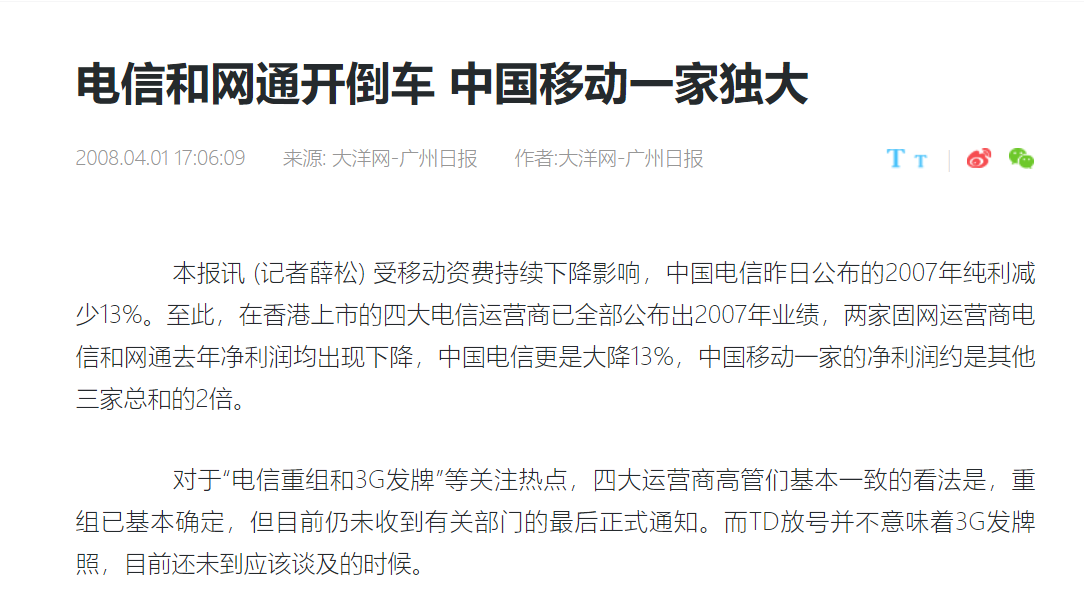 电信和网通开倒车 中国移动一家独大
2008.04.01 17:06:09 来源: 大洋网-广州日报 作者:大洋网-广州日报 T T
本报讯 (记者薛松) 受移动资费持续下降影响，中国电信昨日公布的2007年纯利减
少13%。至此，在香港上市的四大电信运营商已全部公布出2007年业绩，两家固网运营商电
信和网通去年净利润均出现下降，中国电信更是大降13%，中国移动一家的净利润约是其他
三家总和的2倍。
对于“电信重组和3G发牌”等关注热点，四大运营商高管们基本一致的看法是，重
组已基本确定，但目前仍未收到有关部门的最后正式通知。而TD放号并不意味着3G发牌
照，目前还未到应该谈及的时候。